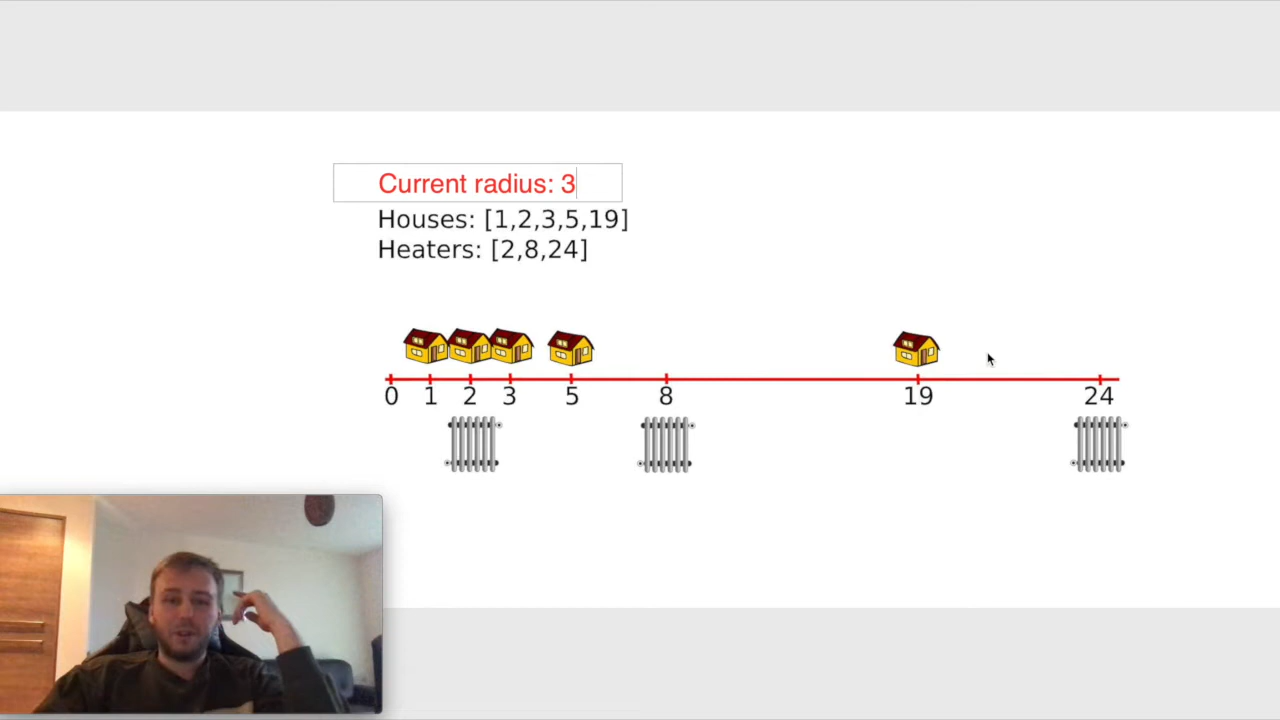 Current radius: 3
Houses: [1,2,3,5,19]
Heaters: [2,8,24]
0 1 2 3 5 8 19 24